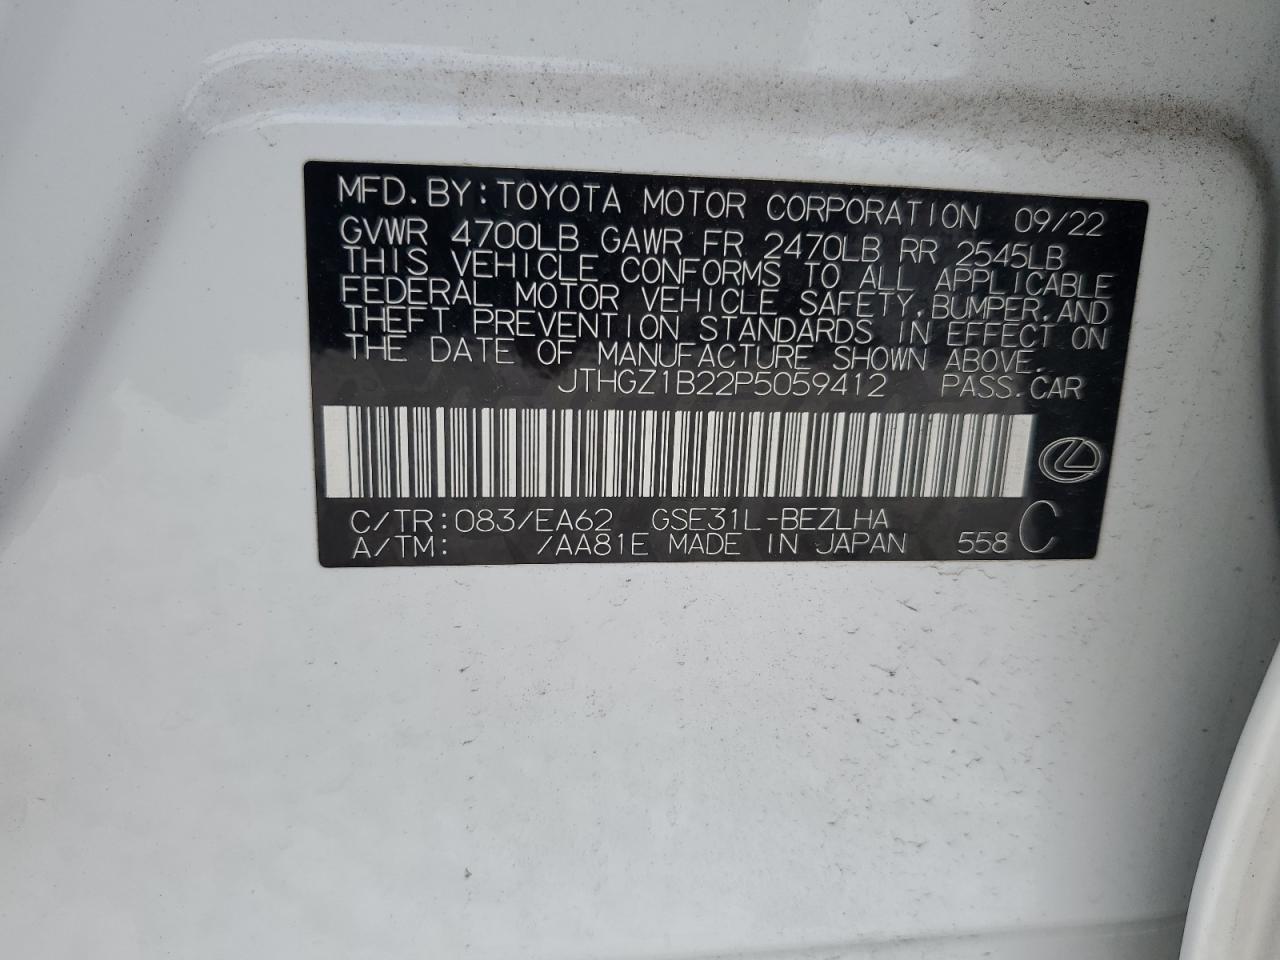 MFD. BY: TOYOTA MOTOR CORPORATION 09/22
GVWR 4700LB GAWR FR 2470LB RR 2545LB
THIS VEHICLE CONFORMS TO ALL APPLICABLE
FEDERAL MOTOR VEHICLE SAFETY, BUMPER, AND
THEFT PREVENTION STANDARDS IN EFFECT ON
THE DATE OF MANUFACTURE SHOWN ABOVE.
JTHGZ1B22P5059412 PASS. CAR
C/TR: 083/EA62 GSE31L-BEZLHA
A/TM: /AA81E MADE IN JAPAN 558 C